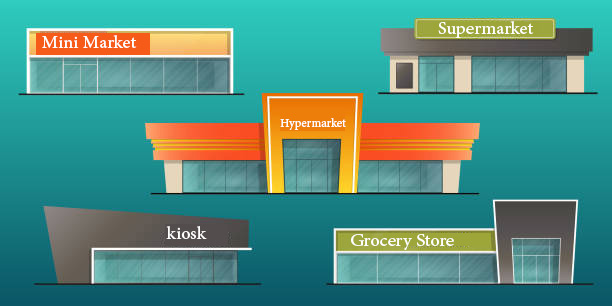 Mini Market
Supermarket
Hypermarket
kiosk
Grocery Store